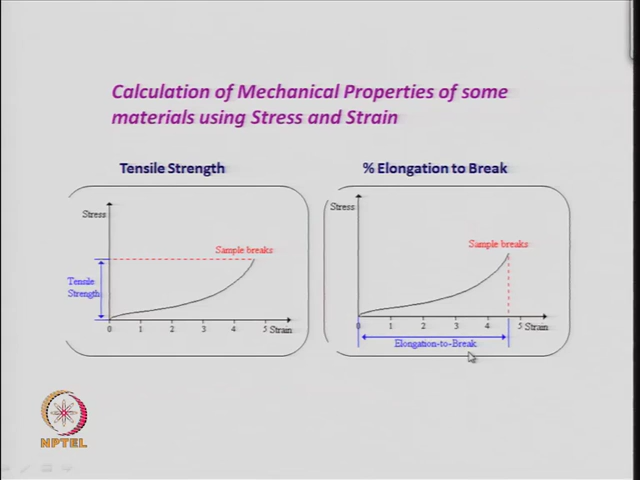 Calculation of Mechanical Properties of some
materials using Stress and Strain
Tensile Strength
% Elongation to Break
Stress
Sample breaks
Tensile
Strength
0 1 2 3 4 5 Strain
Stress
Sample breaks
0 1 2 3 4 5 Strain
Elongation-to-Break
NPTEL